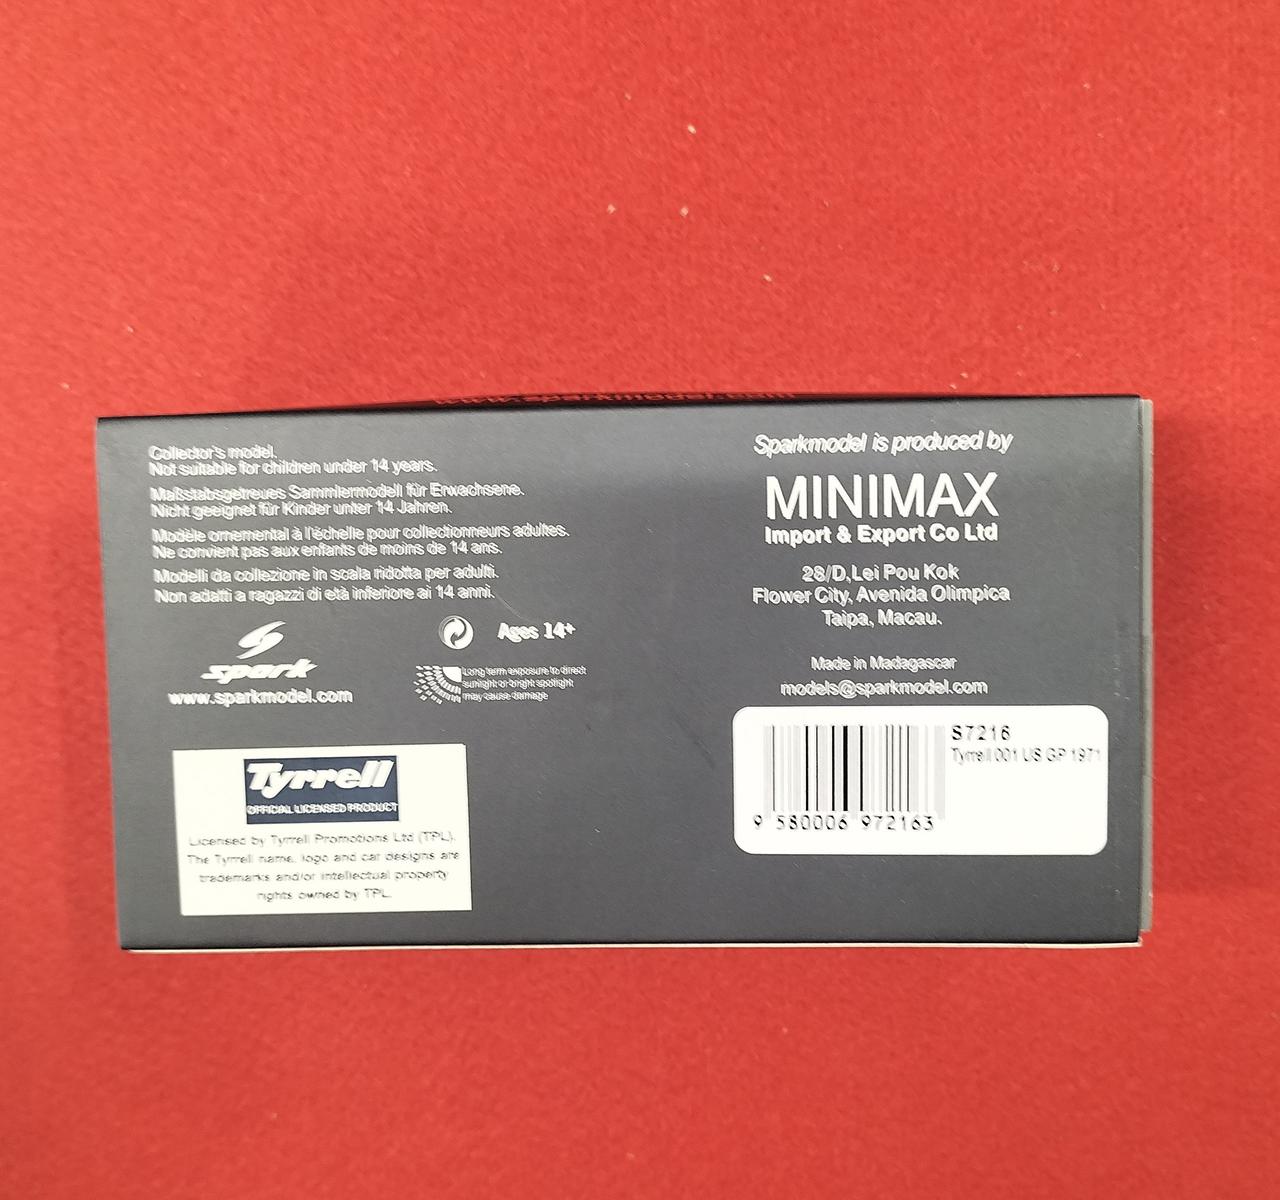 www.sparkmodel.com
Collector's model.
Not suitable for children under 14 years.
Maßstabsgetreues Sammlermodell für Erwachsene.
Nicht geeignet für Kinder unter 14 Jahren.
Modèle ornemental à l'échelle pour collectionneurs adultes.
Ne convient pas aux enfants de moins de 14 ans.
Modelli da collezione in scala ridotta per adulti.
Non adatti a ragazzi di età inferiore ai 14 anni.
spark
www.sparkmodel.com
Ages 14+
Long term exposure to direct
sunlight or bright spotlight
may cause damage
Tyrrell
OFFICIAL LICENSED PRODUCT
Licensed by Tyrrell Promotions Ltd (TPL).
The Tyrrell name, logo and car designs are
trademarks and/or intellectual property
rights owned by TPL.
Sparkmodel is produced by
MINIMAX
Import & Export Co Ltd
28/D,Lei Pou Kok
Flower City, Avenida Olimpica
Taipa, Macau.
Made in Madagascar
models@sparkmodel.com
S7216
Tyrrell 001 US GP 1971
9 580006 972163